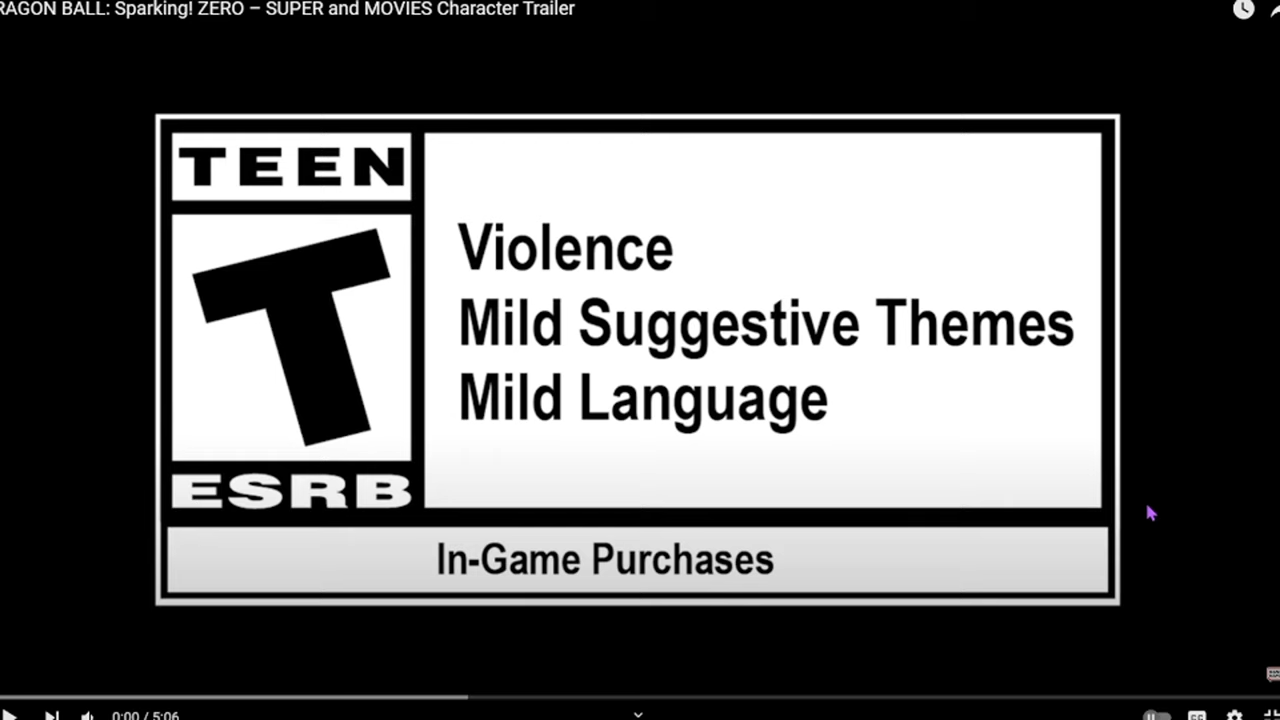 RAGON BALL: Sparking! ZERO – SUPER and MOVIES Character Trailer
TEEN
T
ESRB
Violence
Mild Suggestive Themes
Mild Language
In-Game Purchases
0:00 / 5:06